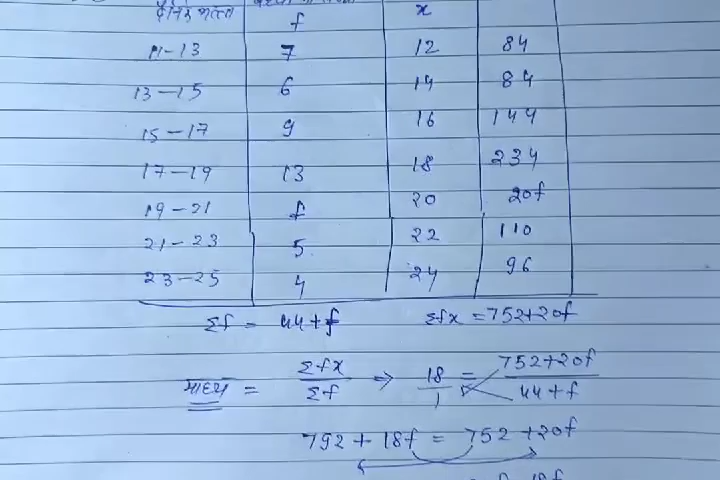 दैनिक भत्ता
f x
11-13 7 12 84
13-15 6 14 84
15-17 9 16 144
17-19 13 18 234
19-21 f 20 20f
21-23 5 22 110
23-25 4 24 96
Σf = 44+f Σfx = 752+20f
माध्य = Σfx/Σf ⇒ 18/1 = 752+20f/44+f
792 + 18f = 752 + 20f